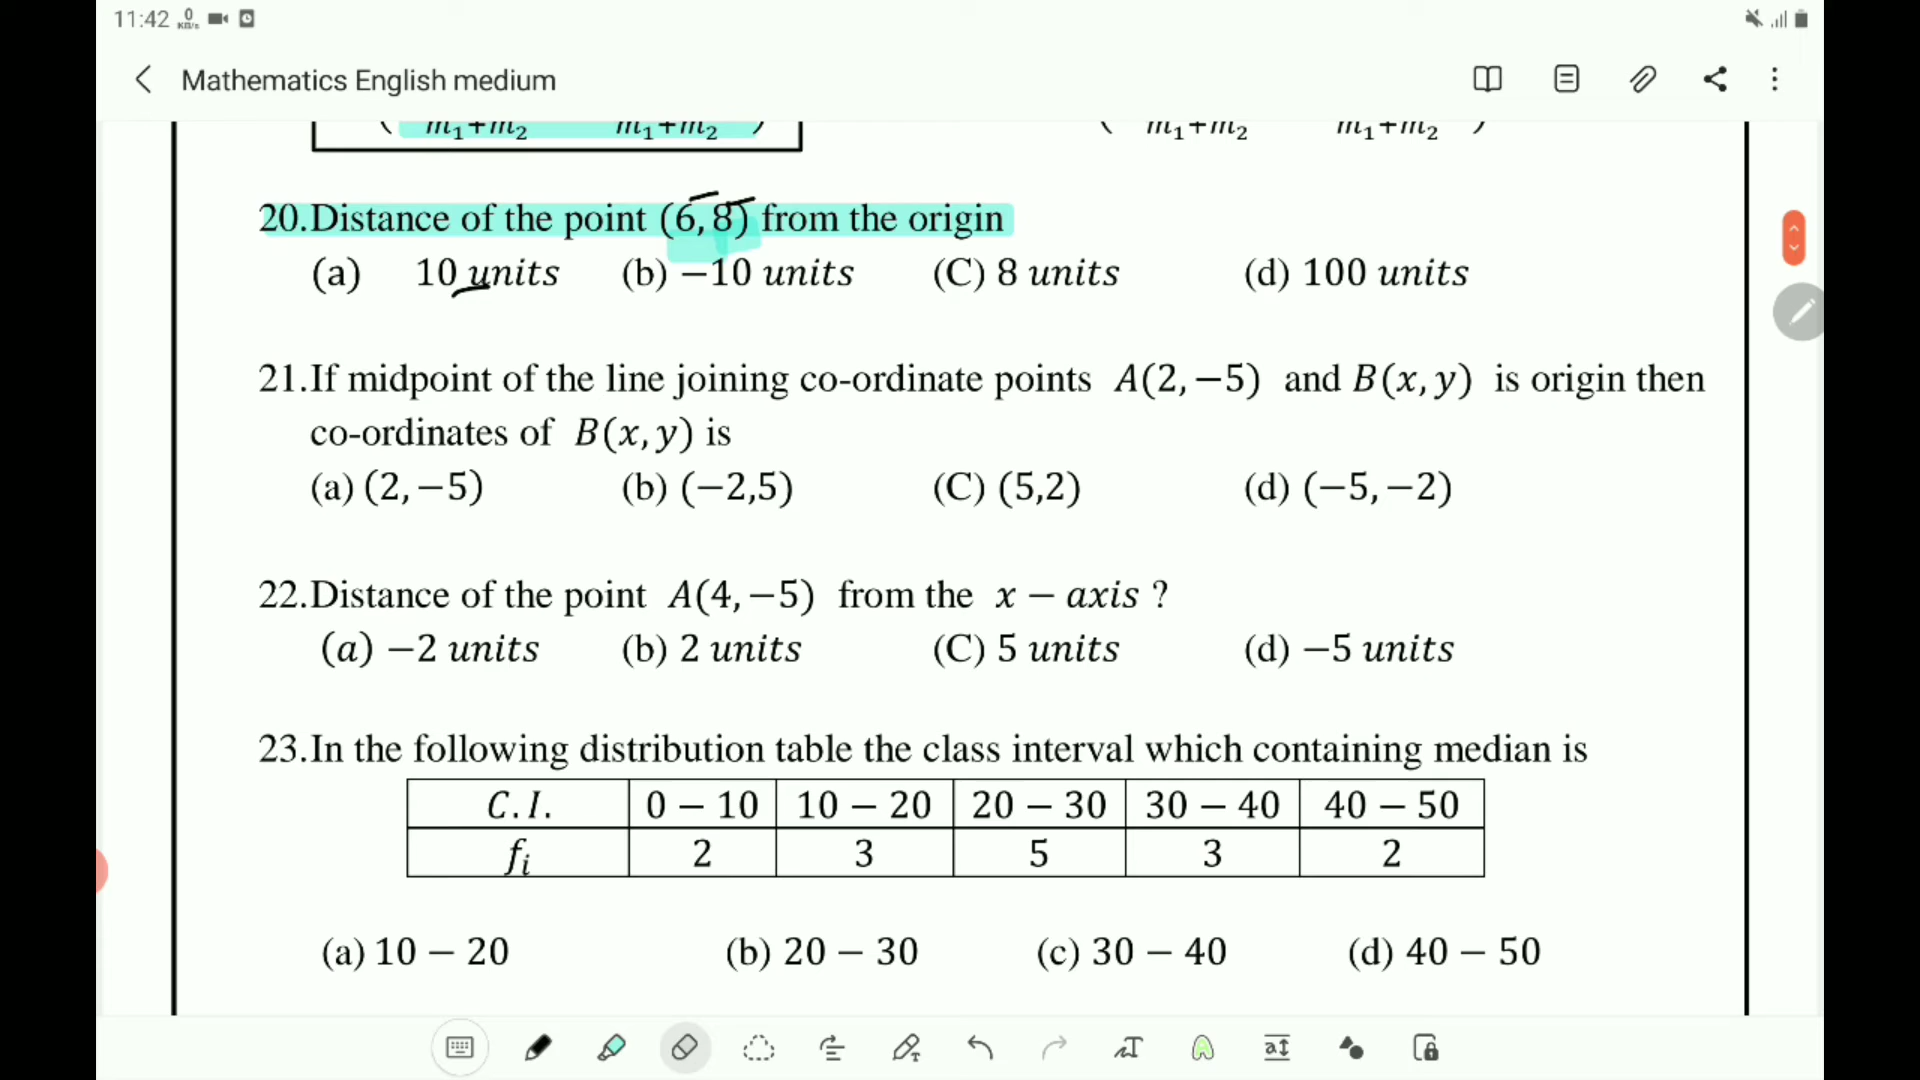 11:42 0 KB/s
Mathematics English medium
m₁+m₂ m₁+m₂ m₁+m₂ m₁+m₂
20.Distance of the point (6,8) from the origin
(a) 10 units (b) −10 units (C) 8 units (d) 100 units
21.If midpoint of the line joining co-ordinate points A(2,−5) and B(x,y) is origin then
co-ordinates of B(x,y) is
(a) (2,−5) (b) (−2,5) (C) (5,2) (d) (−5,−2)
22.Distance of the point A(4,−5) from the x − axis ?
(a) −2 units (b) 2 units (C) 5 units (d) −5 units
23.In the following distribution table the class interval which containing median is
C.I. 0 − 10 10 − 20 20 − 30 30 − 40 40 − 50
fᵢ 2 3 5 3 2
(a) 10 − 20 (b) 20 − 30 (c) 30 − 40 (d) 40 − 50